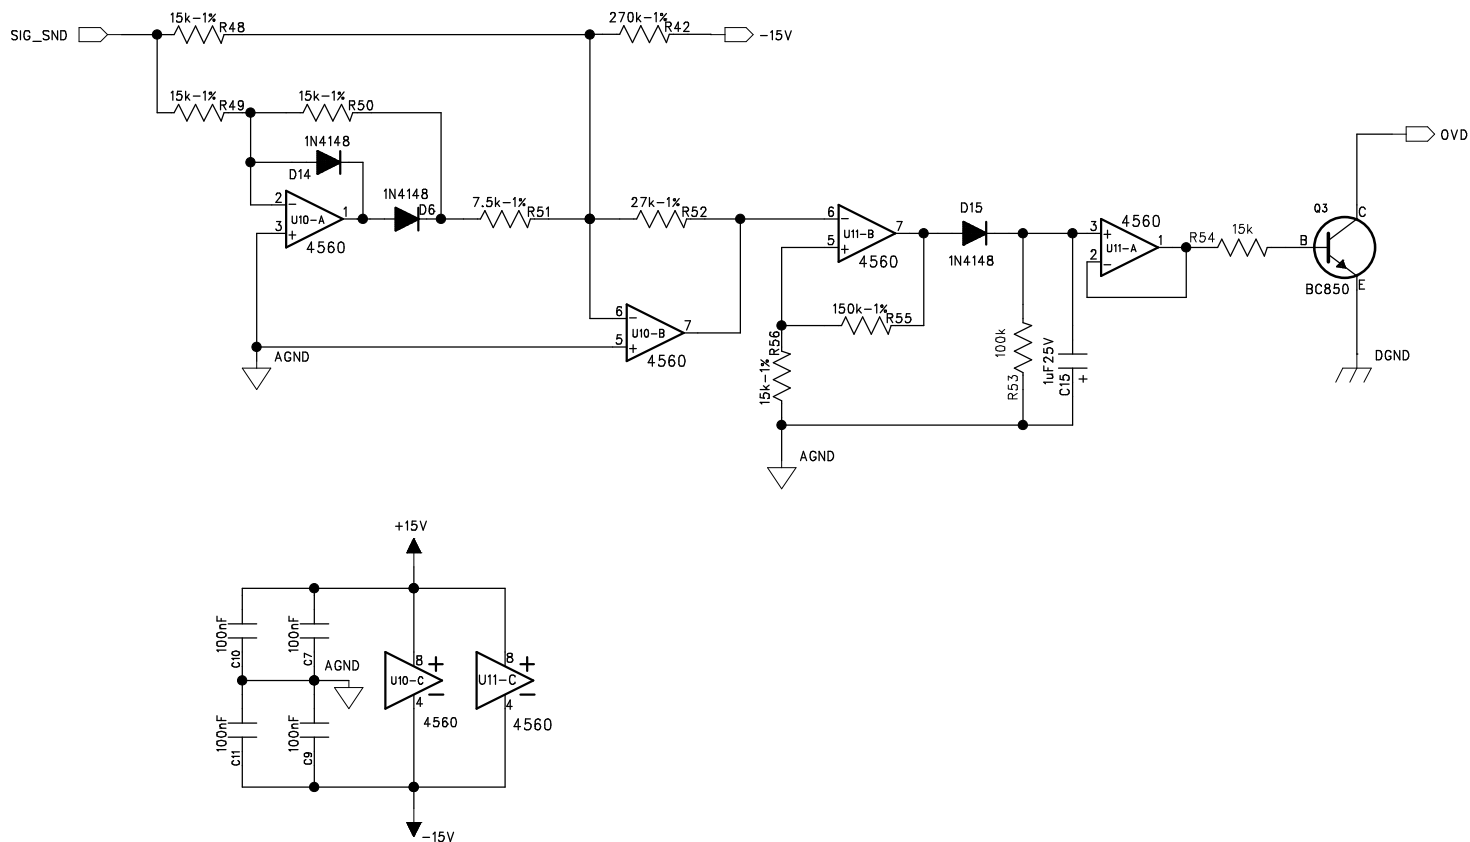 15k-1% R48
270k-1% R42
SIG_SND
-15V
15k-1% R49
15k-1% R50
1N4148
D14
1N4148
D6
2
3
U10-A
1
4560
7.5k-1% R51
27k-1% R52
6
5
U10-B
7
4560
AGND
6
5
U11-B
7
4560
D15
1N4148
150k-1% R55
15k-1% R56
100k
R53
1uF25V
C15 +
AGND
3
2
4560
U11-A
1
R54 15k
Q3
B
C
E
BC850
OVD
DGND
+15V
100nF
C10
100nF
C7
AGND
100nF
C11
100nF
C9
8
U10-C
4
4560
8
U11-C
4
4560
-15V